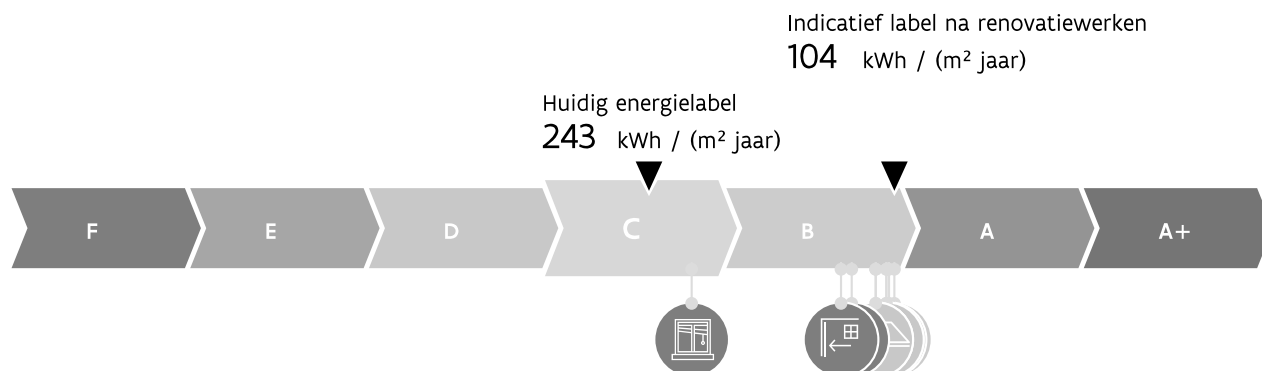 Indicatief label na renovatiewerken
104 kWh / (m² jaar)
Huidig energielabel
243 kWh / (m² jaar)
F E D C B A A+